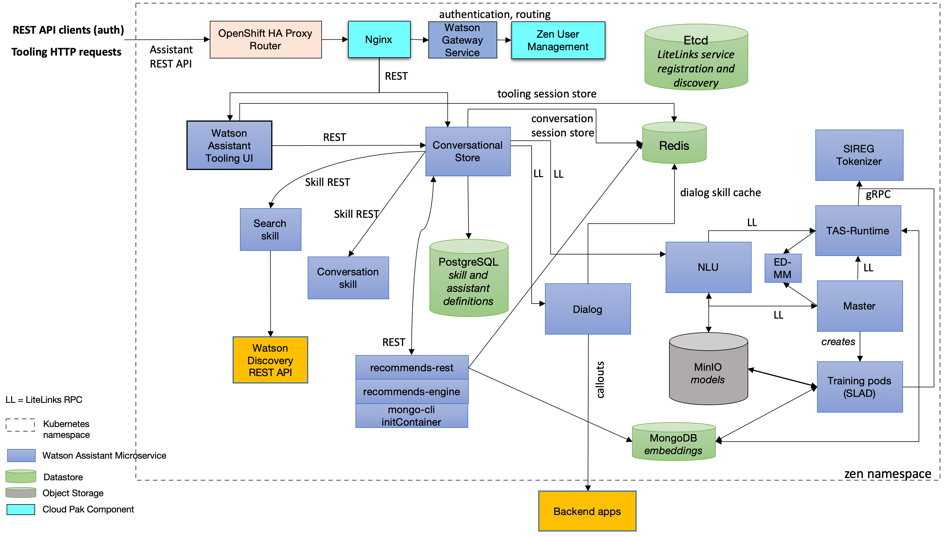 REST API clients (auth)
Tooling HTTP requests
Assistant
REST API
OpenShift HA Proxy
Router
Nginx
authentication, routing
Watson
Gateway
Service
Zen User
Management
Etcd
LiteLinks service
registration and
discovery
REST
tooling session store
conversation
session store
Watson
Assistant
Tooling UI
REST
Conversational
Store
Redis
SIREG
Tokenizer
Skill REST
LL
LL
dialog skill cache
gRPC
Skill REST
Search
skill
LL
TAS-Runtime
PostgreSQL
skill and
assistant
definitions
NLU
ED-
MM
LL
Conversation
skill
Dialog
Master
LL
REST
creates
Watson
Discovery
REST API
recommends-rest
recommends-engine
mongo-cli
initContainer
callouts
MinIO
models
Training pods
(SLAD)
LL = LiteLinks RPC
Kubernetes
namespace
MongoDB
embeddings
Watson Assistant Microservice
zen namespace
Datastore
Object Storage
Cloud Pak Component
Backend apps